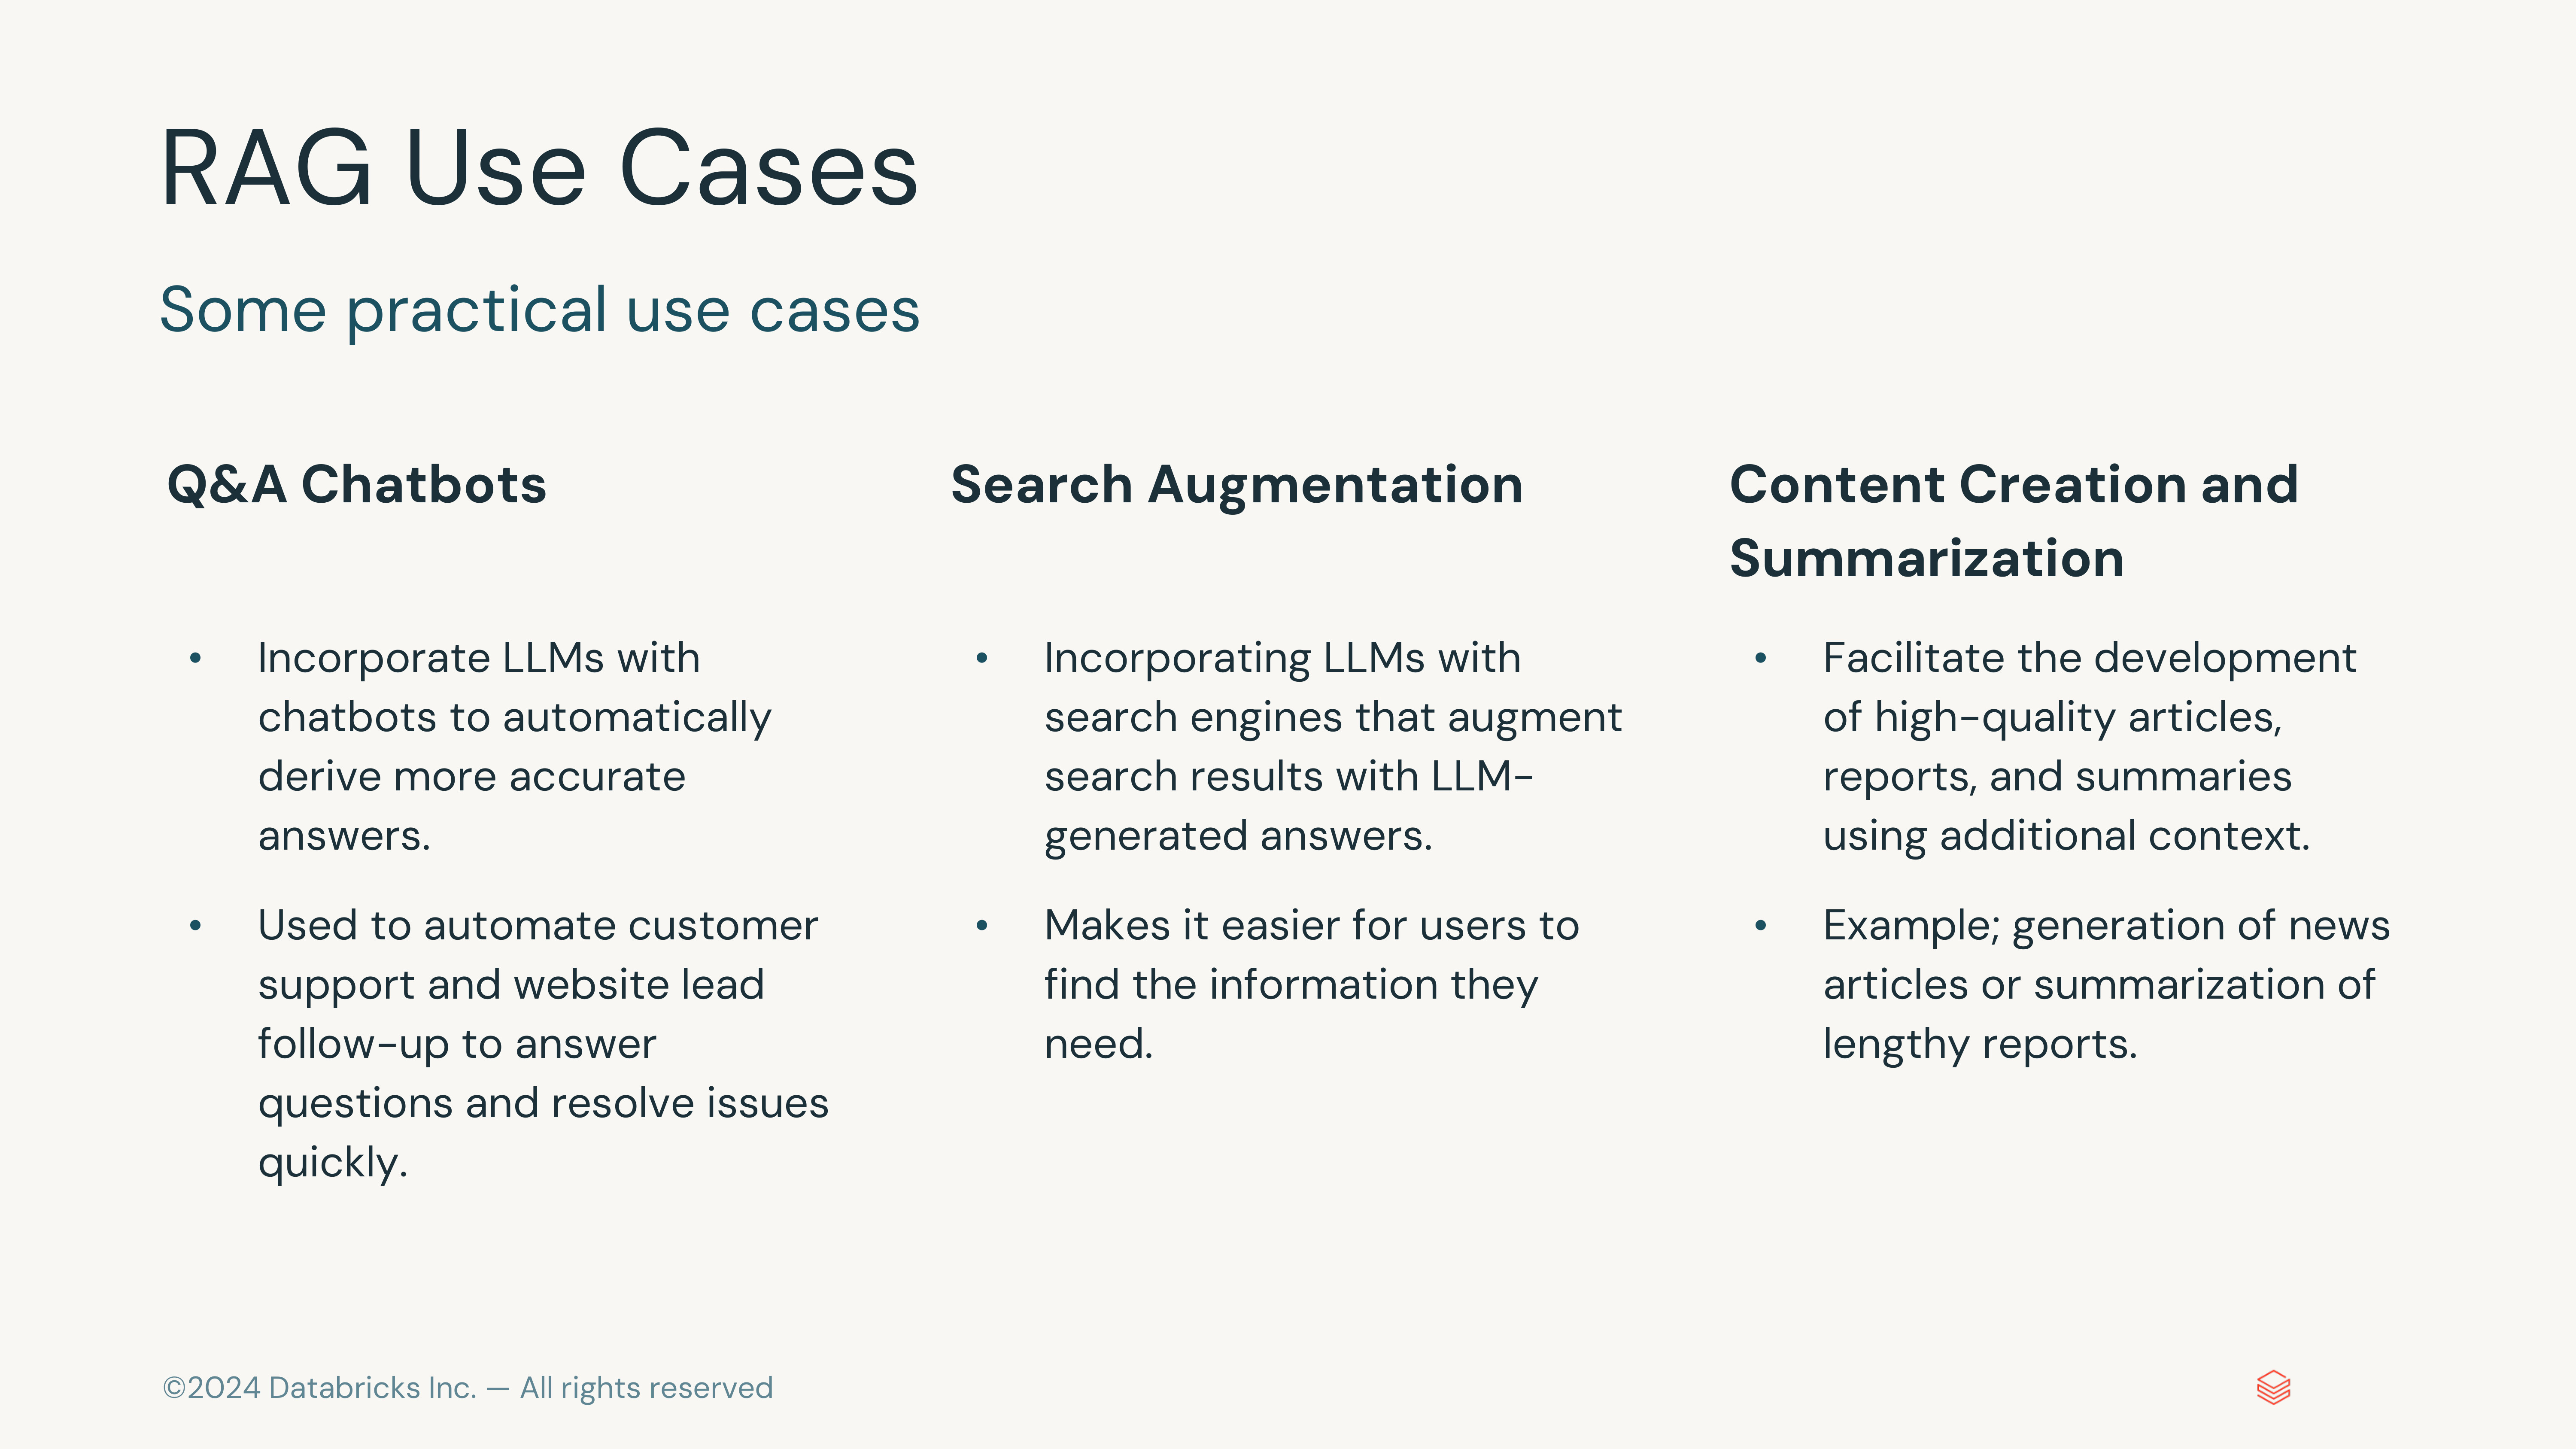 RAG Use Cases
Some practical use cases
Q&A Chatbots
• Incorporate LLMs with
chatbots to automatically
derive more accurate
answers.
• Used to automate customer
support and website lead
follow-up to answer
questions and resolve issues
quickly.
Search Augmentation
• Incorporating LLMs with
search engines that augment
search results with LLM-
generated answers.
• Makes it easier for users to
find the information they
need.
Content Creation and
Summarization
• Facilitate the development
of high-quality articles,
reports, and summaries
using additional context.
• Example; generation of news
articles or summarization of
lengthy reports.
©2024 Databricks Inc. — All rights reserved